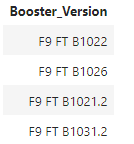 Booster_Version
F9 FT B1022
F9 FT B1026
F9 FT B1021.2
F9 FT B1031.2